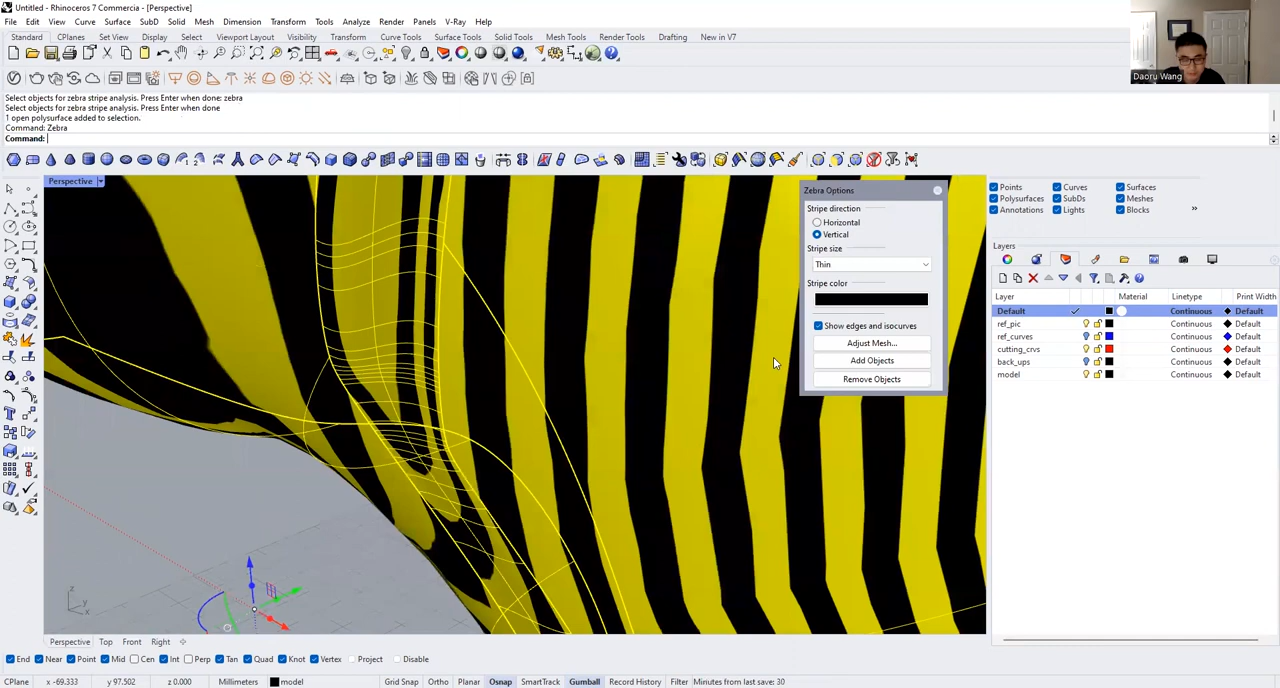 Untitled - Rhinoceros 7 Commercia - [Perspective]
File Edit View Curve Surface SubD Solid Mesh Dimension Transform Tools Analyze Render Panels V-Ray Help
Standard CPlanes Set View Display Select Viewport Layout Visibility Transform Curve Tools Surface Tools Solid Tools Mesh Tools Render Tools Drafting New in V7
Daoru Wang
Select objects for zebra stripe analysis. Press Enter when done: zebra
Select objects for zebra stripe analysis. Press Enter when done
1 open polysurface added to selection.
Command: Zebra
Command:
Perspective
Zebra Options
Stripe direction
Horizontal
Vertical
Stripe size
Thin
Stripe color
Show edges and isocurves
Adjust Mesh...
Add Objects
Remove Objects
Points Curves Surfaces
Polysurfaces SubDs Meshes
Annotations Lights Blocks
Layers
Layer Material Linetype Print Width
Default Continuous Default
ref_pic Continuous Default
ref_curves Continuous Default
cutting_crvs Continuous Default
back_ups Continuous Default
model Continuous Default
z
y
x
Perspective Top Front Right
End Near Point Mid Cen Int Perp Tan Quad Knot Vertex Project Disable
CPlane x -69.333 y 97.502 z 0.000 Millimeters model Grid Snap Ortho Planar Osnap SmartTrack Gumball Record History Filter Minutes from last save: 30